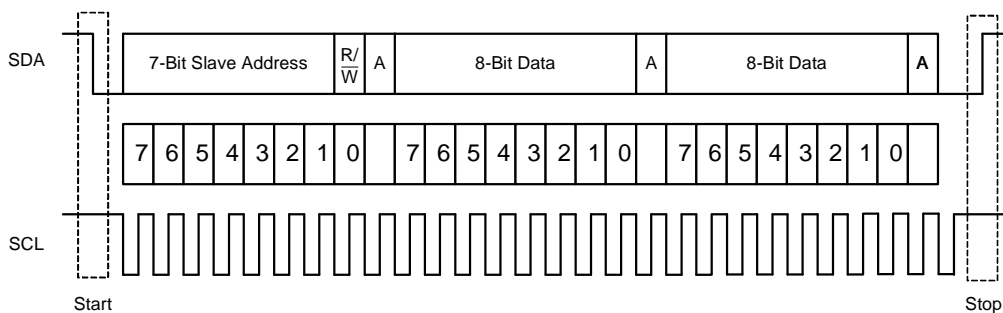 SDA
7-Bit Slave Address R/W A 8-Bit Data A 8-Bit Data A
7 6 5 4 3 2 1 0 7 6 5 4 3 2 1 0 7 6 5 4 3 2 1 0
SCL
Start Stop